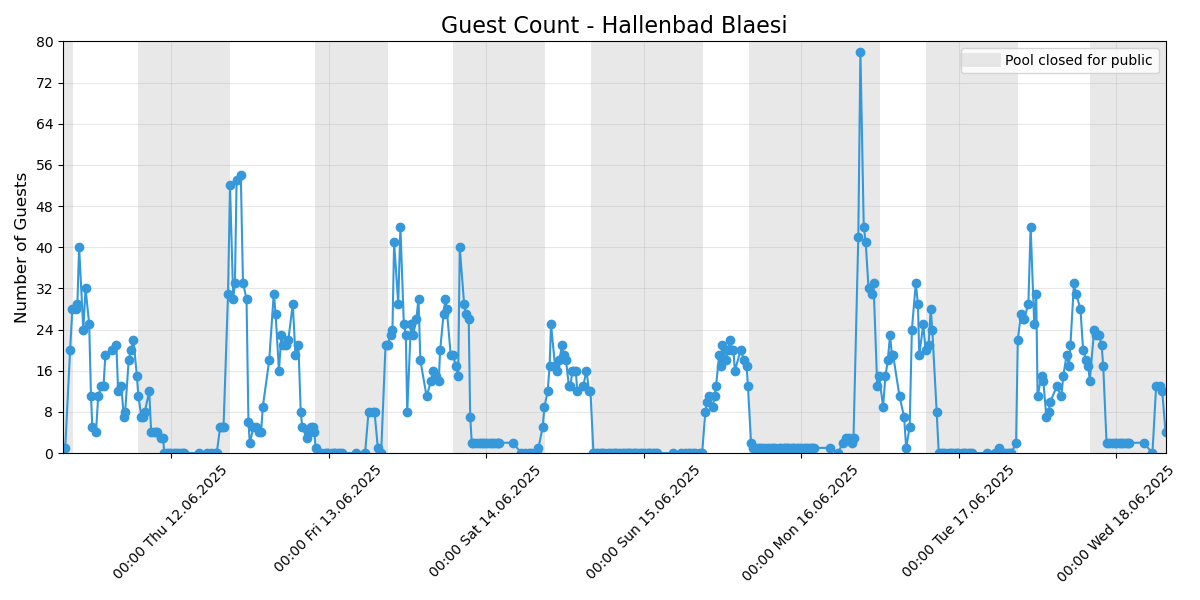 Guest Count - Hallenbad Blaesi
Number of Guests
80
72
64
56
48
40
32
24
16
8
0
Pool closed for public
00:00 Thu 12.06.2025
00:00 Fri 13.06.2025
00:00 Sat 14.06.2025
00:00 Sun 15.06.2025
00:00 Mon 16.06.2025
00:00 Tue 17.06.2025
00:00 Wed 18.06.2025